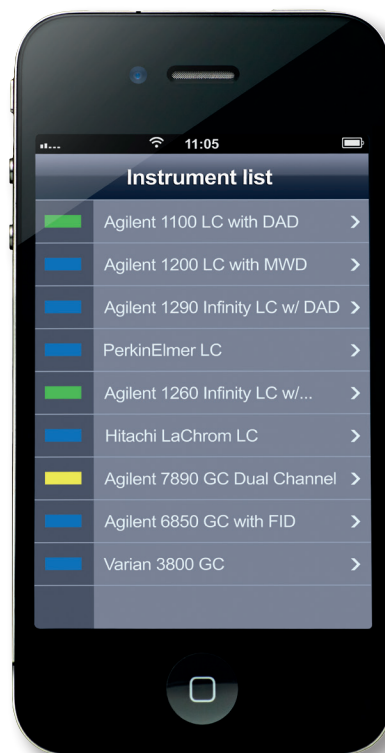 11:05
Instrument list
Agilent 1100 LC with DAD
Agilent 1200 LC with MWD
Agilent 1290 Infinity LC w/ DAD
PerkinElmer LC
Agilent 1260 Infinity LC w/...
Hitachi LaChrom LC
Agilent 7890 GC Dual Channel
Agilent 6850 GC with FID
Varian 3800 GC